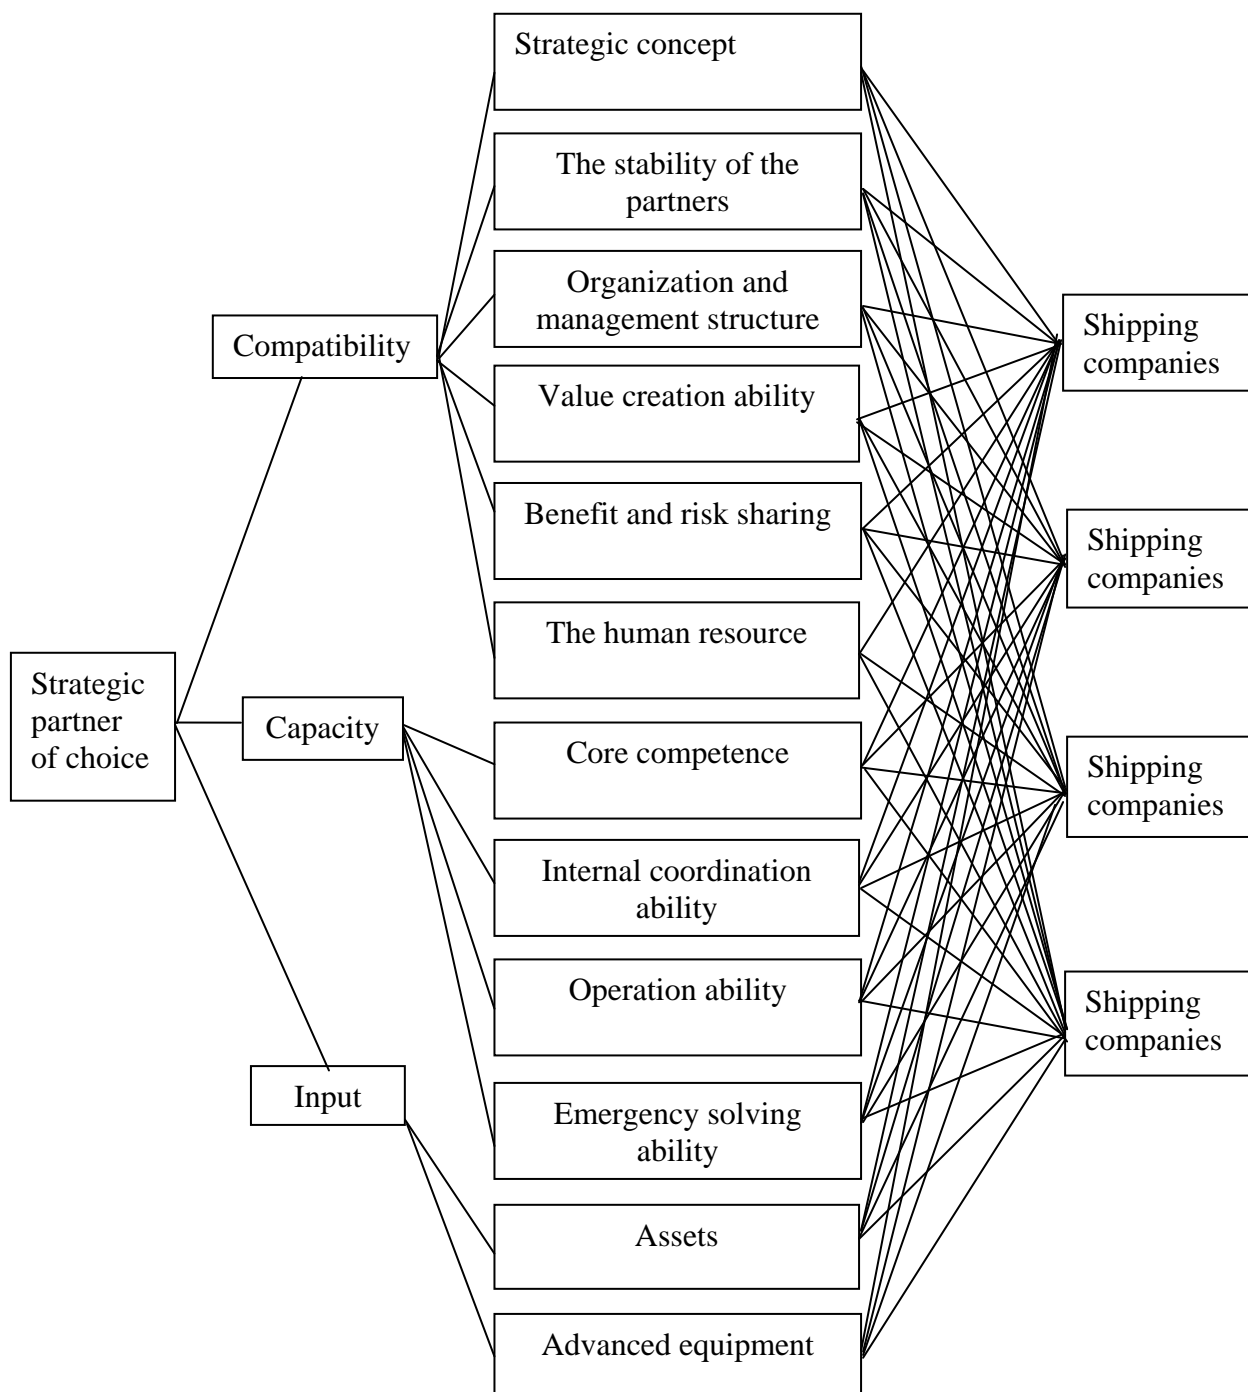 Strategic concept
The stability of the
partners
Organization and
management structure
Value creation ability
Benefit and risk sharing
The human resource
Core competence
Internal coordination
ability
Operation ability
Emergency solving
ability
Assets
Advanced equipment
Compatibility
Capacity
Input
Strategic
partner
of choice
Shipping
companies
Shipping
companies
Shipping
companies
Shipping
companies